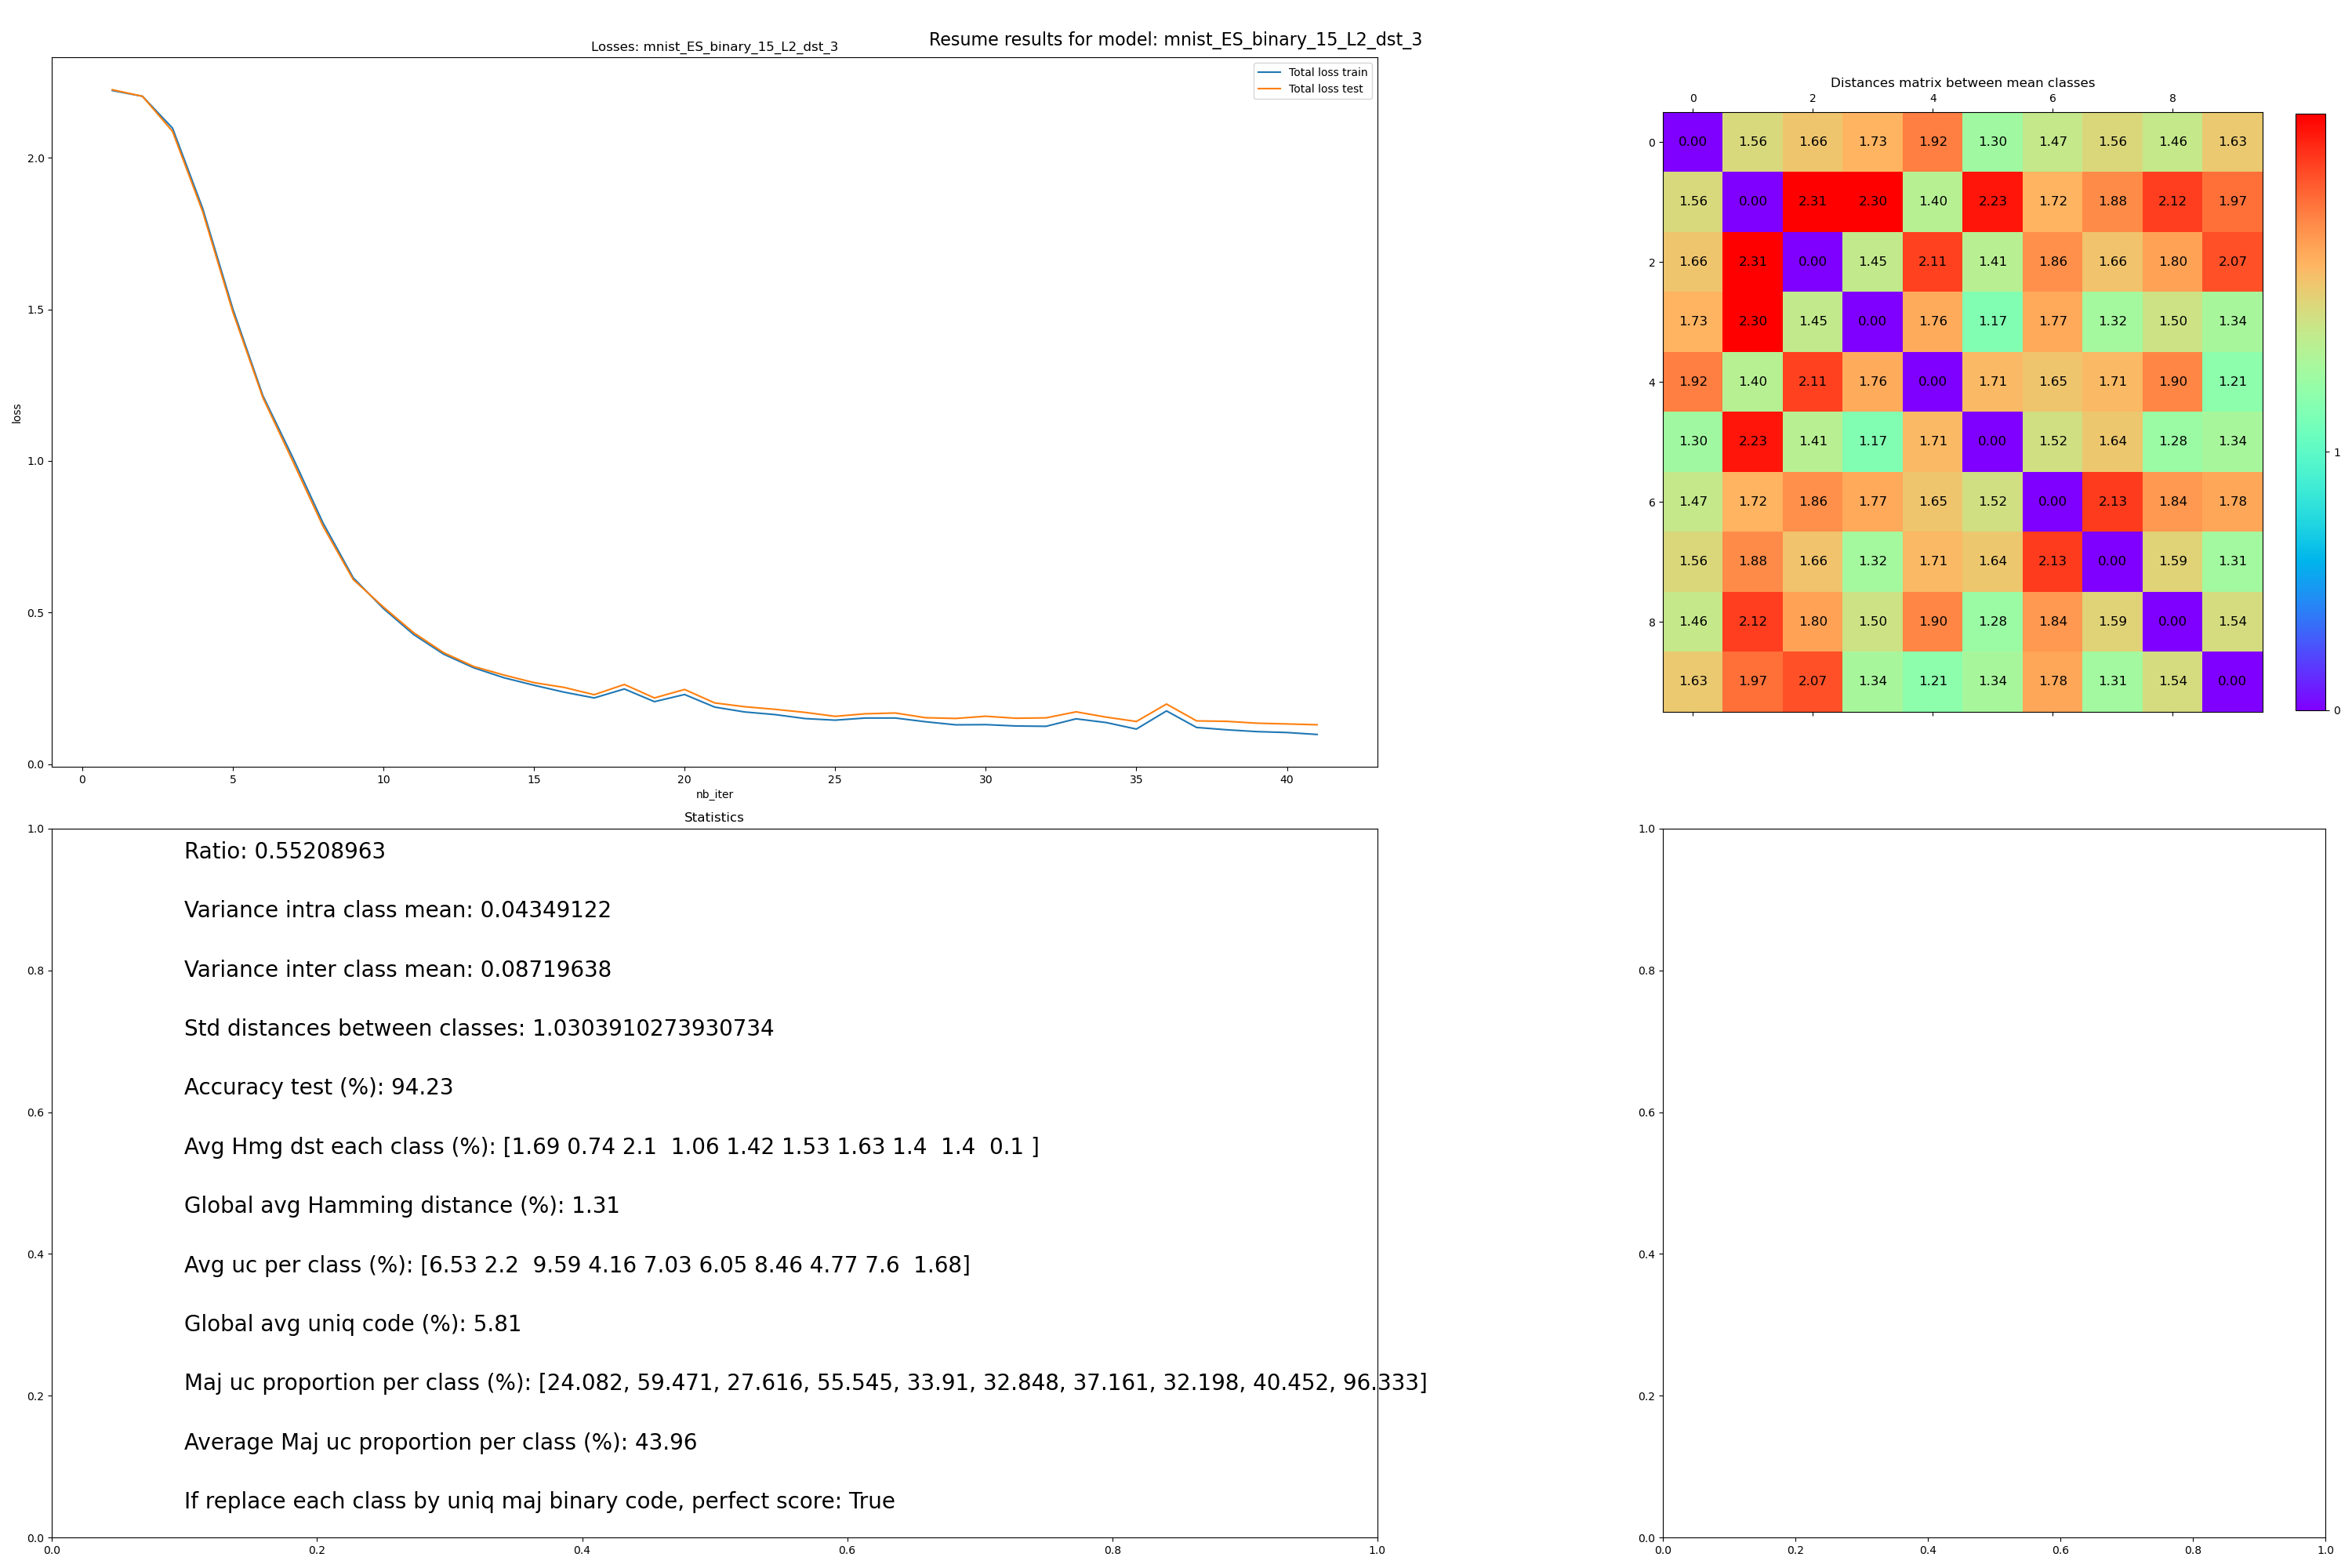 Resume results for model: mnist_ES_binary_15_L2_dst_3
Losses: mnist_ES_binary_15_L2_dst_3
Total loss train
Total loss test
2.0
1.5
1.0
0.5
0.0
loss
0 5 10 15 20 25 30 35 40
nb_iter
Distances matrix between mean classes
0 2 4 6 8
0 0.00 1.56 1.66 1.73 1.92 1.30 1.47 1.56 1.46 1.63
1.56 0.00 2.31 2.30 1.40 2.23 1.72 1.88 2.12 1.97
2 1.66 2.31 0.00 1.45 2.11 1.41 1.86 1.66 1.80 2.07
1.73 2.30 1.45 0.00 1.76 1.17 1.77 1.32 1.50 1.34
4 1.92 1.40 2.11 1.76 0.00 1.71 1.65 1.71 1.90 1.21
1.30 2.23 1.41 1.17 1.71 0.00 1.52 1.64 1.28 1.34
6 1.47 1.72 1.86 1.77 1.65 1.52 0.00 2.13 1.84 1.78
1.56 1.88 1.66 1.32 1.71 1.64 2.13 0.00 1.59 1.31
8 1.46 2.12 1.80 1.50 1.90 1.28 1.84 1.59 0.00 1.54
1.63 1.97 2.07 1.34 1.21 1.34 1.78 1.31 1.54 0.00
1
0
Statistics
Ratio: 0.55208963
Variance intra class mean: 0.04349122
Variance inter class mean: 0.08719638
Std distances between classes: 1.0303910273930734
Accuracy test (%): 94.23
Avg Hmg dst each class (%): [1.69 0.74 2.1  1.06 1.42 1.53 1.63 1.4  1.4  0.1 ]
Global avg Hamming distance (%): 1.31
Avg uc per class (%): [6.53 2.2  9.59 4.16 7.03 6.05 8.46 4.77 7.6  1.68]
Global avg uniq code (%): 5.81
Maj uc proportion per class (%): [24.082, 59.471, 27.616, 55.545, 33.91, 32.848, 37.161, 32.198, 40.452, 96.333]
Average Maj uc proportion per class (%): 43.96
If replace each class by uniq maj binary code, perfect score: True
1.0
0.8
0.6
0.4
0.2
0.0
0.0 0.2 0.4 0.6 0.8 1.0
1.0
0.8
0.6
0.4
0.2
0.0
0.0 0.2 0.4 0.6 0.8 1.0